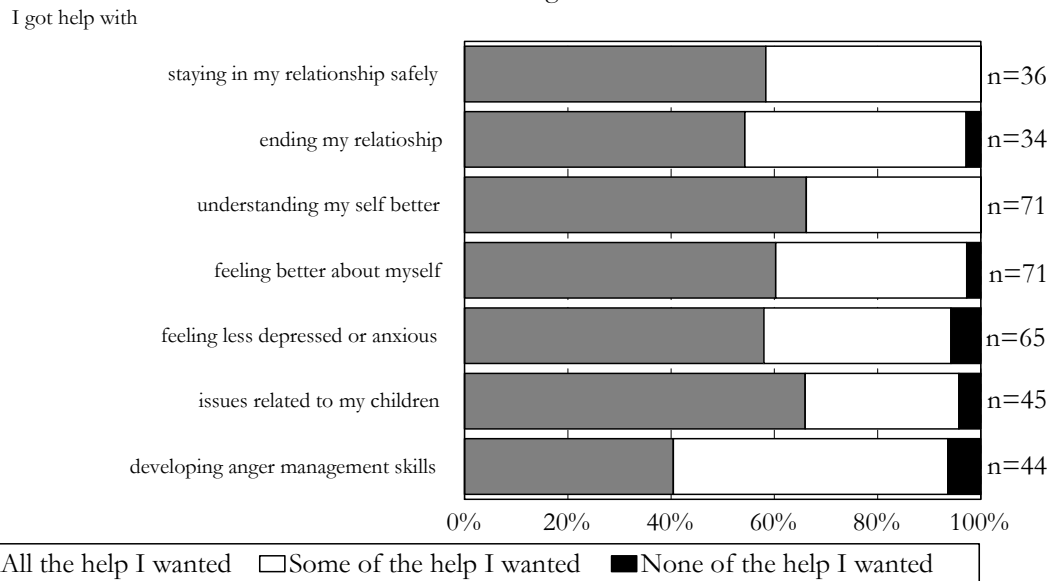 I got help with
staying in my relationship safely
n=36
ending my relatioship
n=34
understanding my self better
n=71
feeling better about myself
n=71
feeling less depressed or anxious
n=65
issues related to my children
n=45
developing anger management skills
n=44
0% 20% 40% 60% 80% 100%
All the help I wanted Some of the help I wanted None of the help I wanted